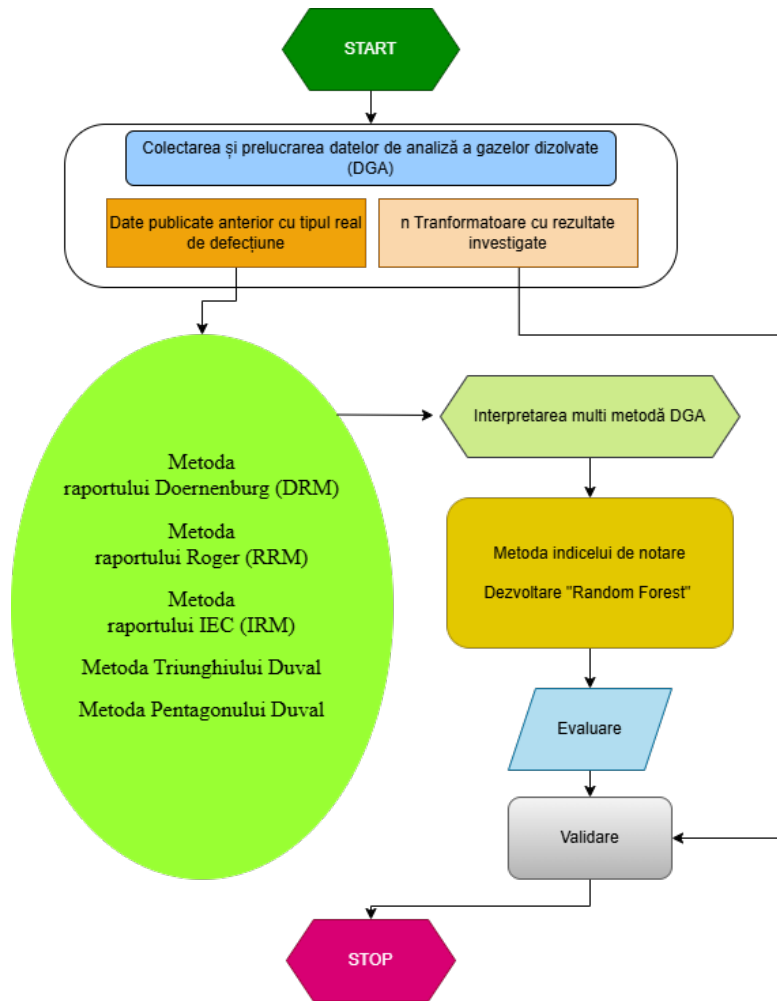 START
Colectarea și prelucrarea datelor de analiză a gazelor dizolvate
(DGA)
Date publicate anterior cu tipul real
de defecțiune
n Tranformatoare cu rezultate
investigate
Metoda
raportului Doernenburg (DRM)
Metoda
raportului Roger (RRM)
Metoda
raportului IEC (IRM)
Metoda Triunghiului Duval
Metoda Pentagonului Duval
Interpretarea multi metodă DGA
Metoda indicelui de notare
Dezvoltare "Random Forest"
Evaluare
Validare
STOP